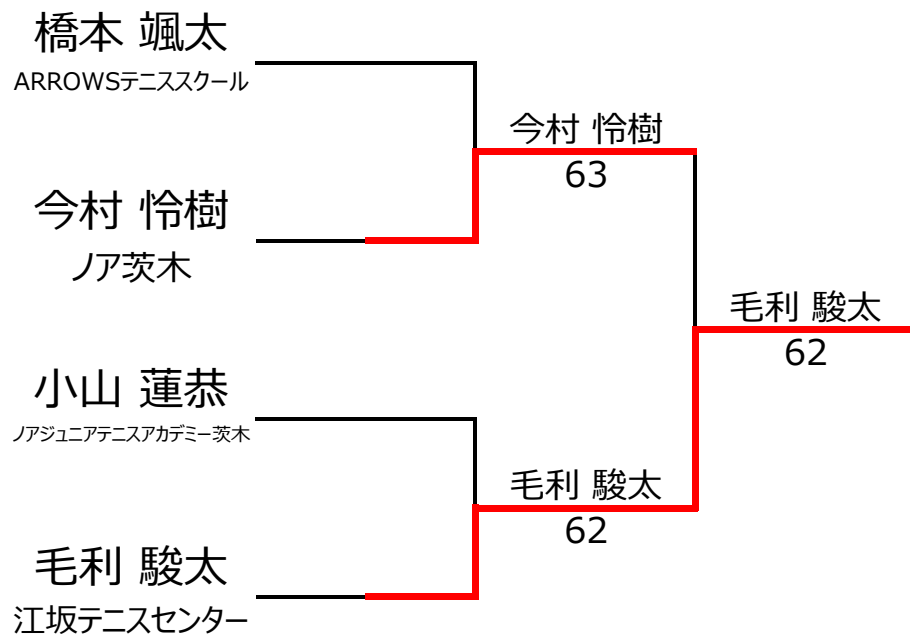 橋本 颯太
ARROWSテニススクール
今村 怜樹
63
今村 怜樹
ノア茨木
毛利 駿太
62
小山 蓮恭
ノアジュニアテニスアカデミー茨木
毛利 駿太
62
毛利 駿太
江坂テニスセンター